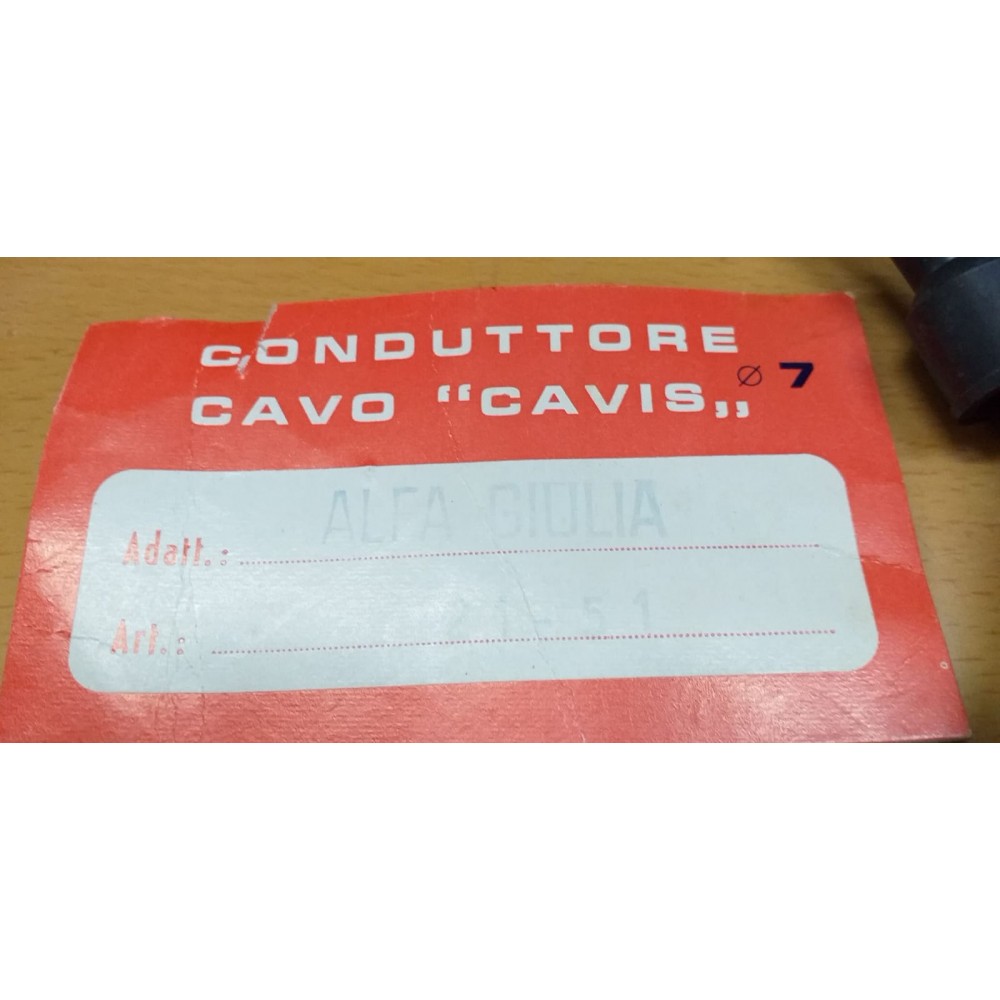 CONDUTTORE
CAVO “CAVIS„ ∅ 7
Adatt.: ALFA GIULIA
Art.: